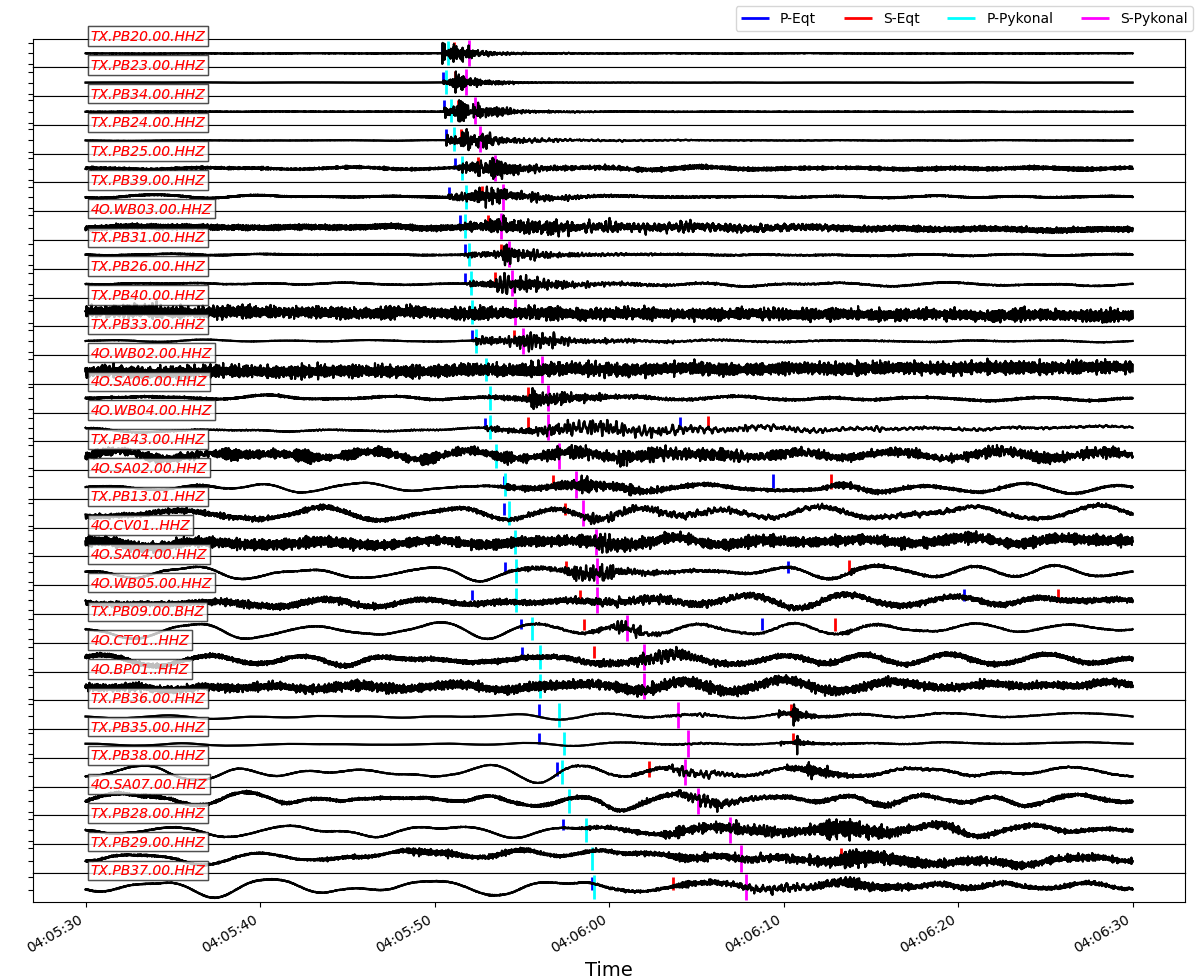 P-Eqt S-Eqt P-Pykonal S-Pykonal
TX.PB20.00.HHZ
TX.PB23.00.HHZ
TX.PB34.00.HHZ
TX.PB24.00.HHZ
TX.PB25.00.HHZ
TX.PB39.00.HHZ
4O.WB03.00.HHZ
TX.PB31.00.HHZ
TX.PB26.00.HHZ
TX.PB40.00.HHZ
TX.PB33.00.HHZ
4O.WB02.00.HHZ
4O.SA06.00.HHZ
4O.WB04.00.HHZ
TX.PB43.00.HHZ
4O.SA02.00.HHZ
TX.PB13.01.HHZ
4O.CV01..HHZ
4O.SA04.00.HHZ
4O.WB05.00.HHZ
TX.PB09.00.BHZ
4O.CT01..HHZ
4O.BP01..HHZ
TX.PB36.00.HHZ
TX.PB35.00.HHZ
TX.PB38.00.HHZ
4O.SA07.00.HHZ
TX.PB28.00.HHZ
TX.PB29.00.HHZ
TX.PB37.00.HHZ
04:05:30 04:05:40 04:05:50 04:06:00 04:06:10 04:06:20 04:06:30
Time